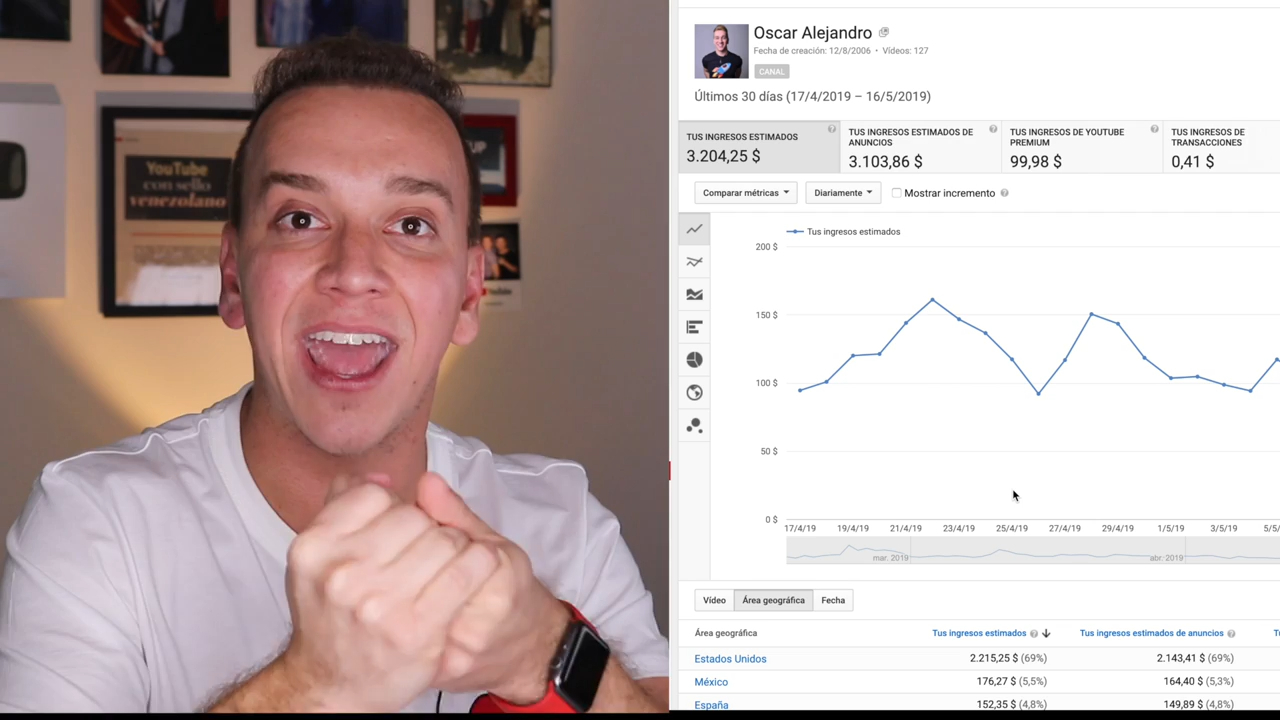 YouTube
con sello
venezolano
UP
YouTube
Oscar Alejandro
Fecha de creación: 12/8/2006 • Vídeos: 127
CANAL
Últimos 30 días (17/4/2019 – 16/5/2019)
TUS INGRESOS ESTIMADOS
3.204,25 $
TUS INGRESOS ESTIMADOS DE
ANUNCIOS
3.103,86 $
TUS INGRESOS DE YOUTUBE
PREMIUM
99,98 $
TUS INGRESOS DE
TRANSACCIONES
0,41 $
Comparar métricas
Diariamente
Mostrar incremento
Tus ingresos estimados
200 $
150 $
100 $
50 $
0 $
17/4/19 19/4/19 21/4/19 23/4/19 25/4/19 27/4/19 29/4/19 1/5/19 3/5/19 5/5/
mar. 2019 abr. 2019
Vídeo Área geográfica Fecha
Área geográfica Tus ingresos estimados Tus ingresos estimados de anuncios
Estados Unidos 2.215,25 $ (69%) 2.143,41 $ (69%)
México 176,27 $ (5,5%) 164,40 $ (5,3%)
España 152,35 $ (4,8%) 149,89 $ (4,8%)